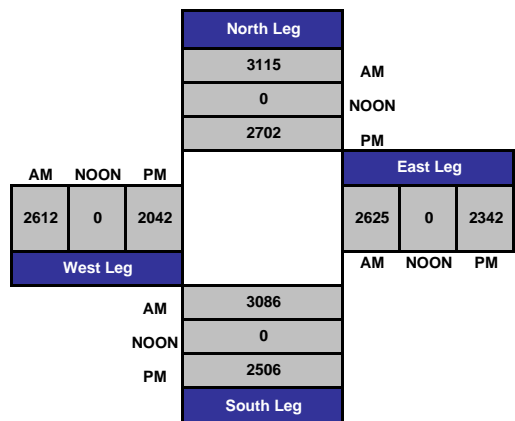 North Leg
3115 AM
0 NOON
2702 PM
AM NOON PM
East Leg
2612 0 2042
2625 0 2342
West Leg
AM NOON PM
AM 3086
NOON 0
PM 2506
South Leg